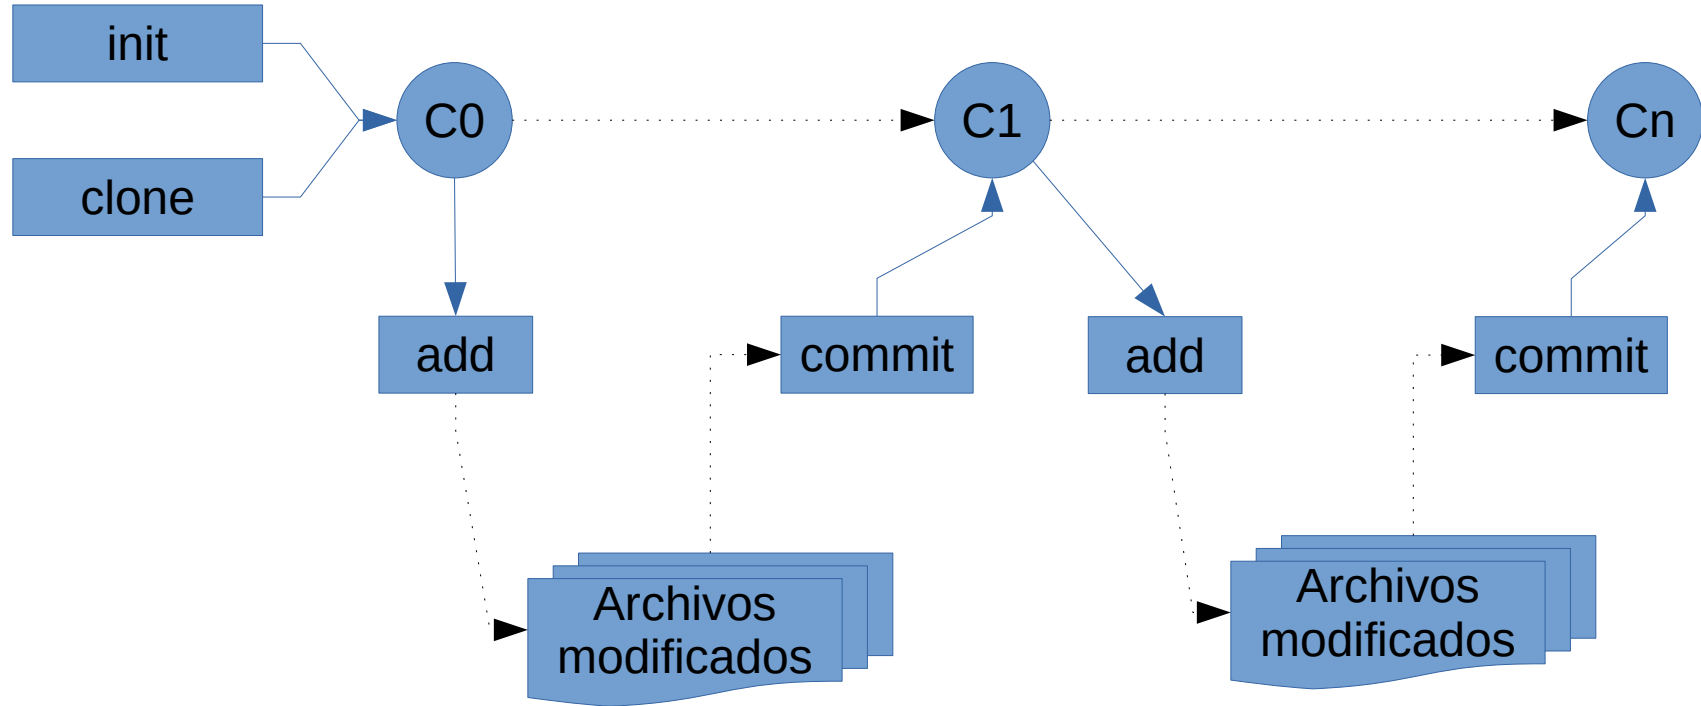 init
clone
C0
C1
Cn
add
commit
add
commit
Archivos
modificados
Archivos
modificados